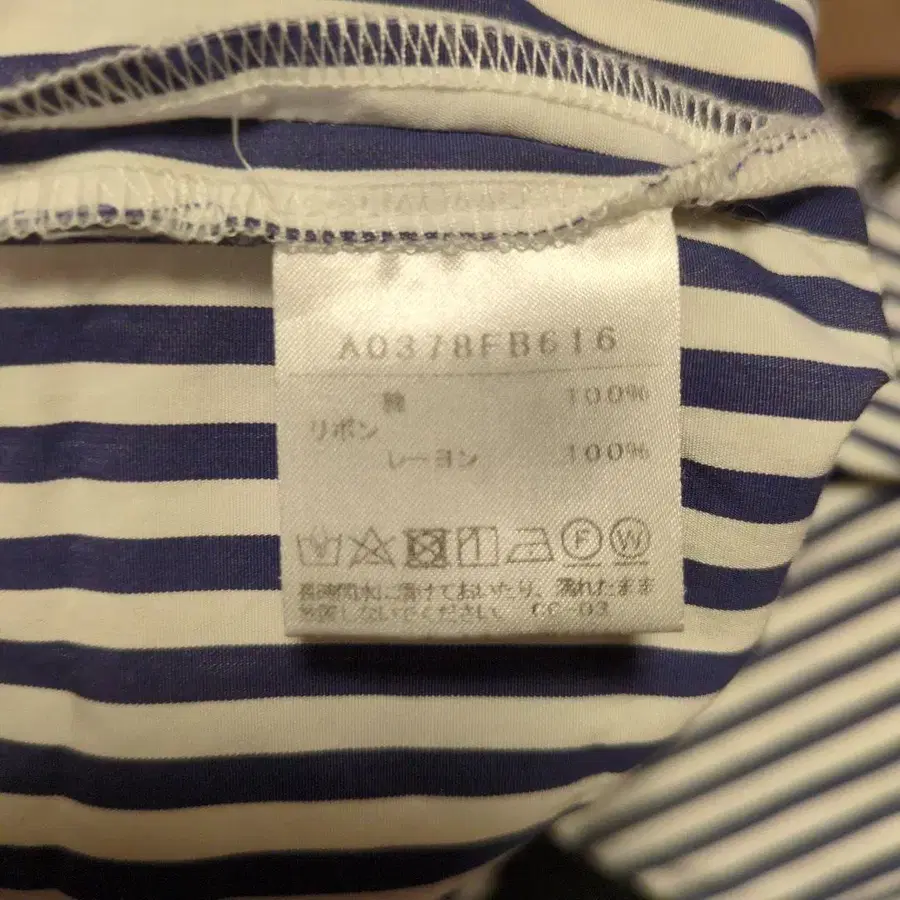 A0378FB616
綿 100%
リボン
レーヨン 100%
F W
長時間水に漬けておいたり、濡れたまま
放置しないでください。 CC-03